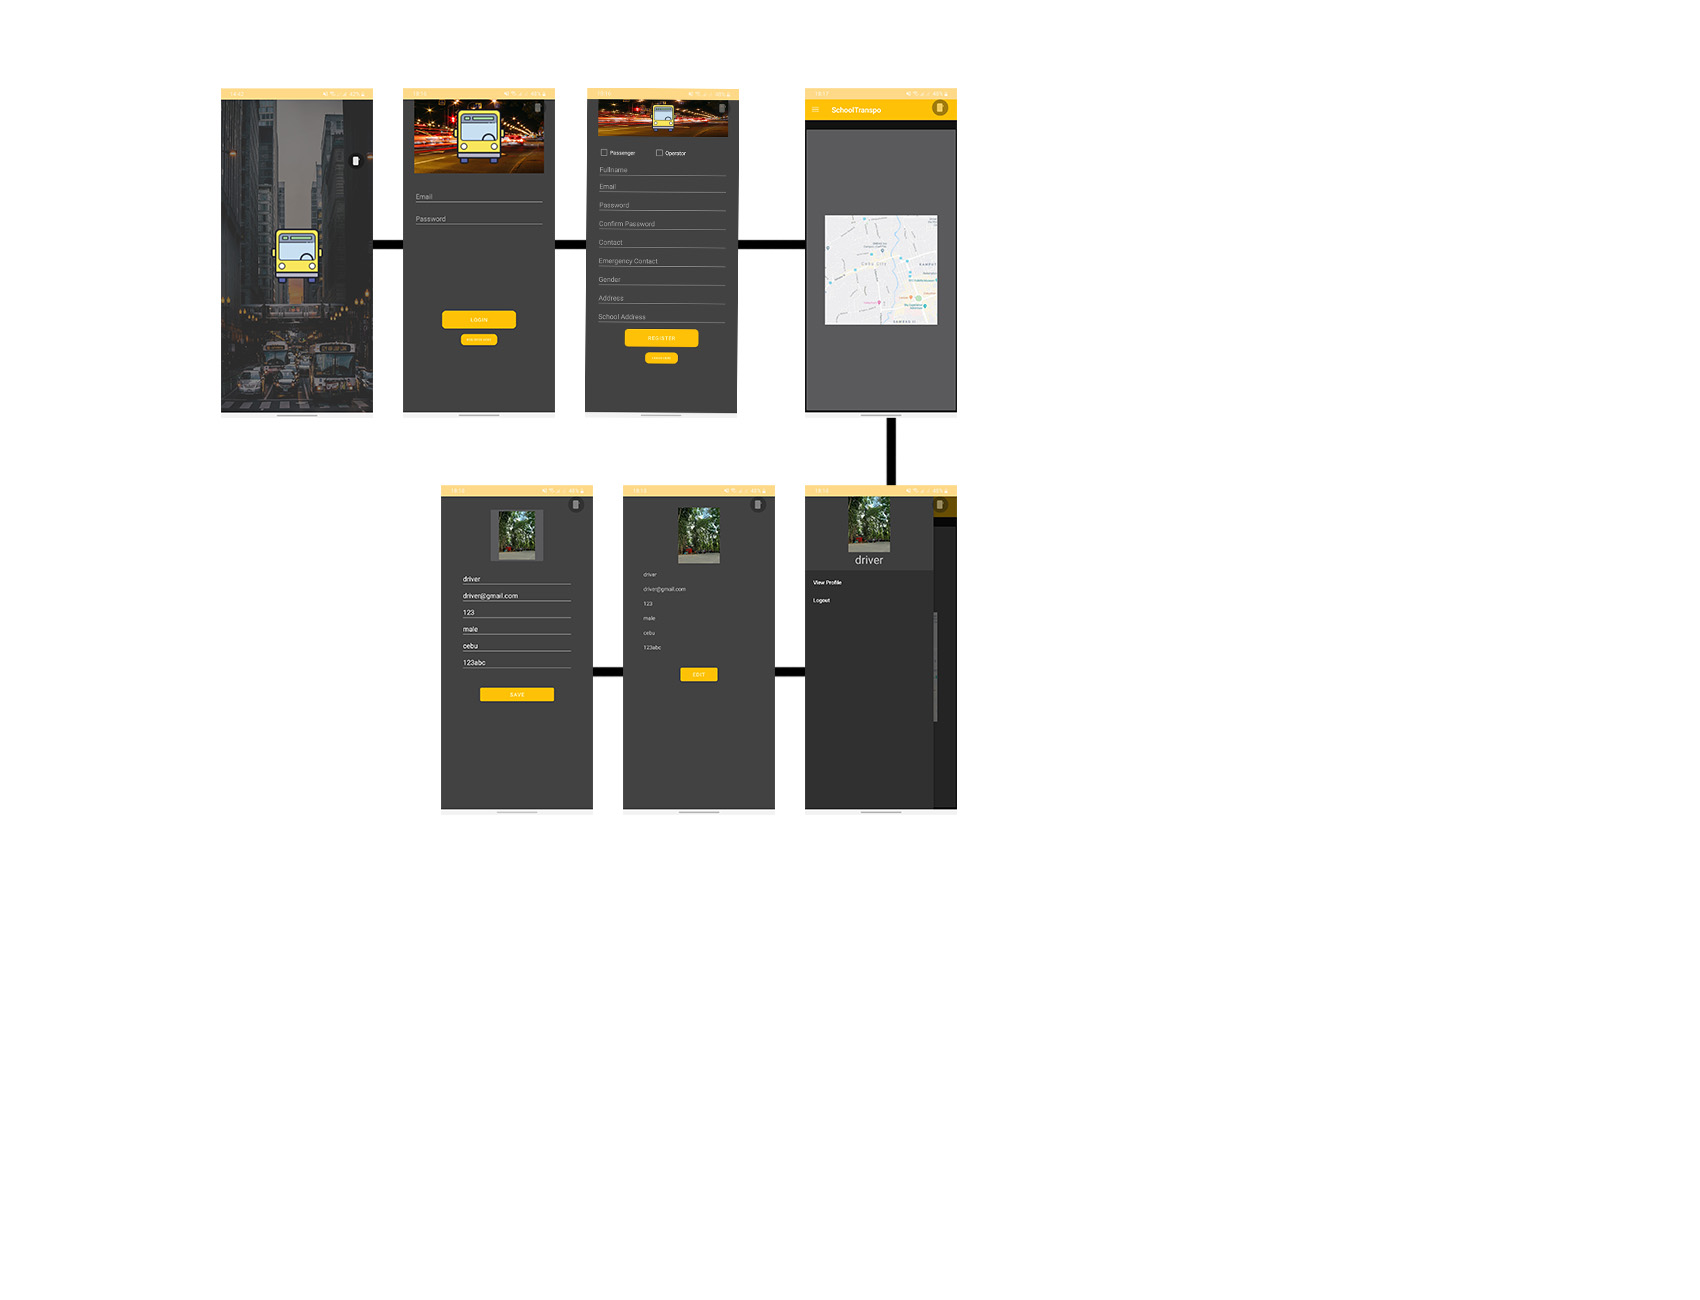 Email
Password
LOGIN
Passenger
Operator
Fullname
Email
Password
Confirm Password
Contact
Emergency Contact
Gender
Address
School Address
REGISTER
SchoolTranspo
Cebu City
driver
driver@gmail.com
123
male
cebu
123abc
SAVE
driver
driver@gmail.com
123
male
cebu
123abc
EDIT
driver
View Profile
Logout